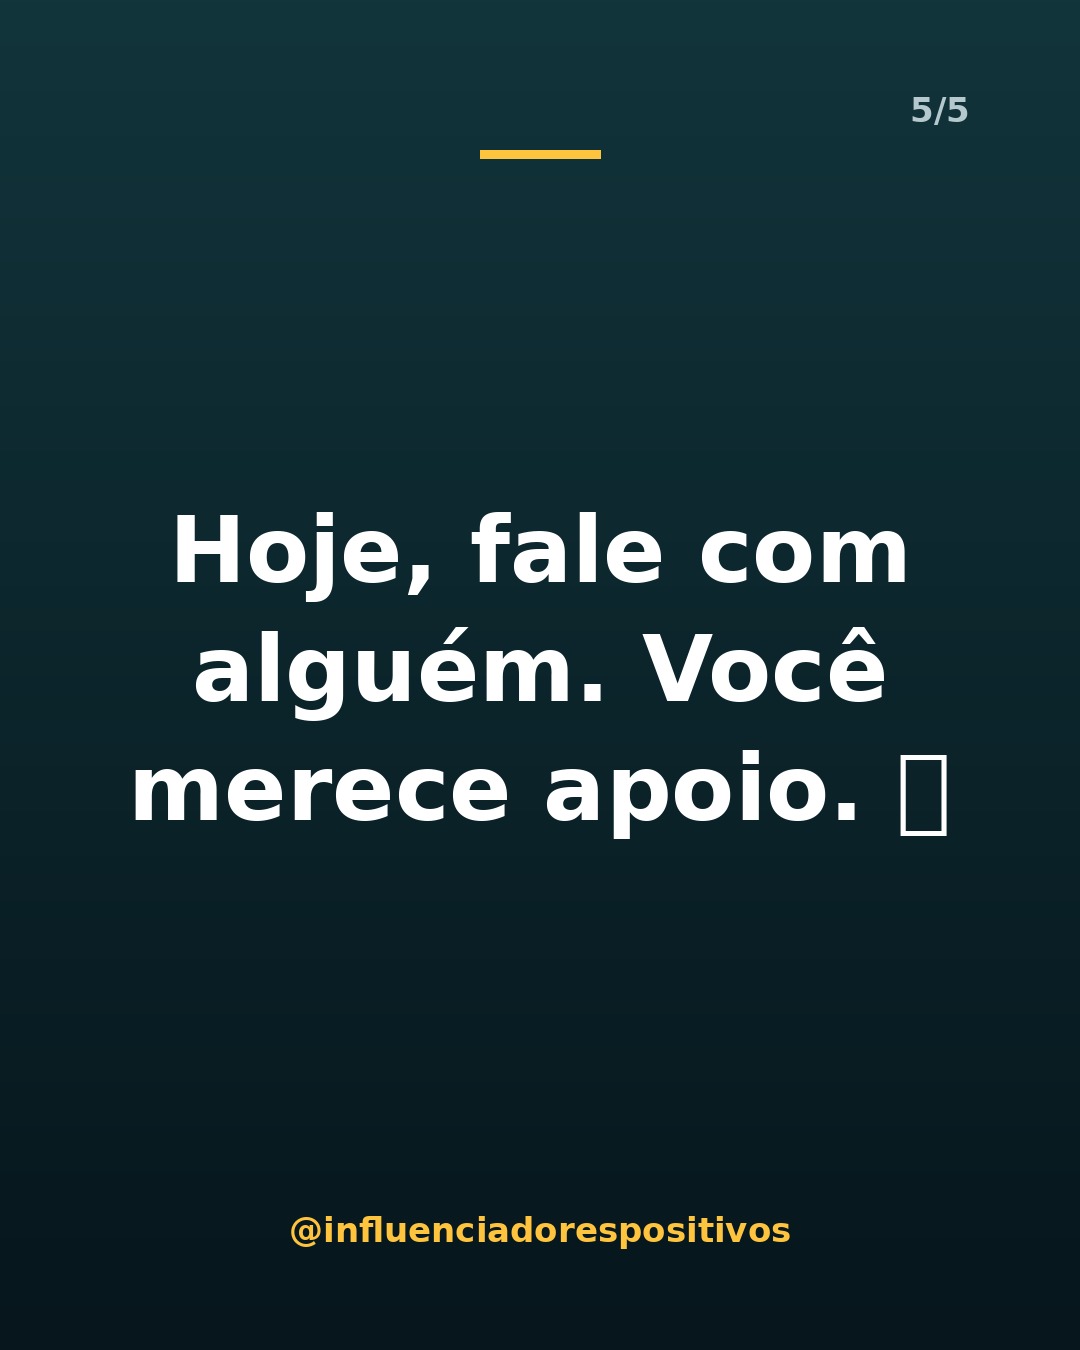 5/5
Hoje, fale com
alguém. Você
merece apoio.
@influenciadorespositivos